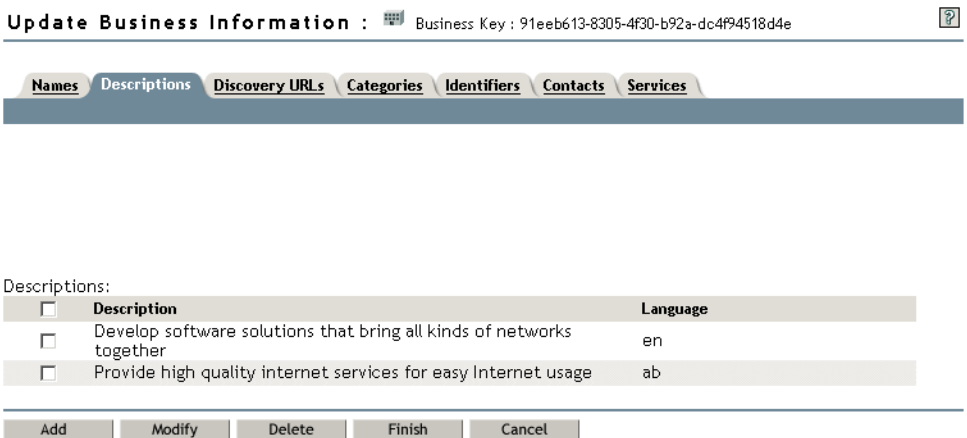 Update Business Information : Business Key : 91eeb613-8305-4f30-b92a-dc4f94518d4e ?
Names Descriptions Discovery URLs Categories Identifiers Contacts Services
Descriptions:
Description Language
Develop software solutions that bring all kinds of networks
together en
Provide high quality internet services for easy Internet usage ab
Add Modify Delete Finish Cancel